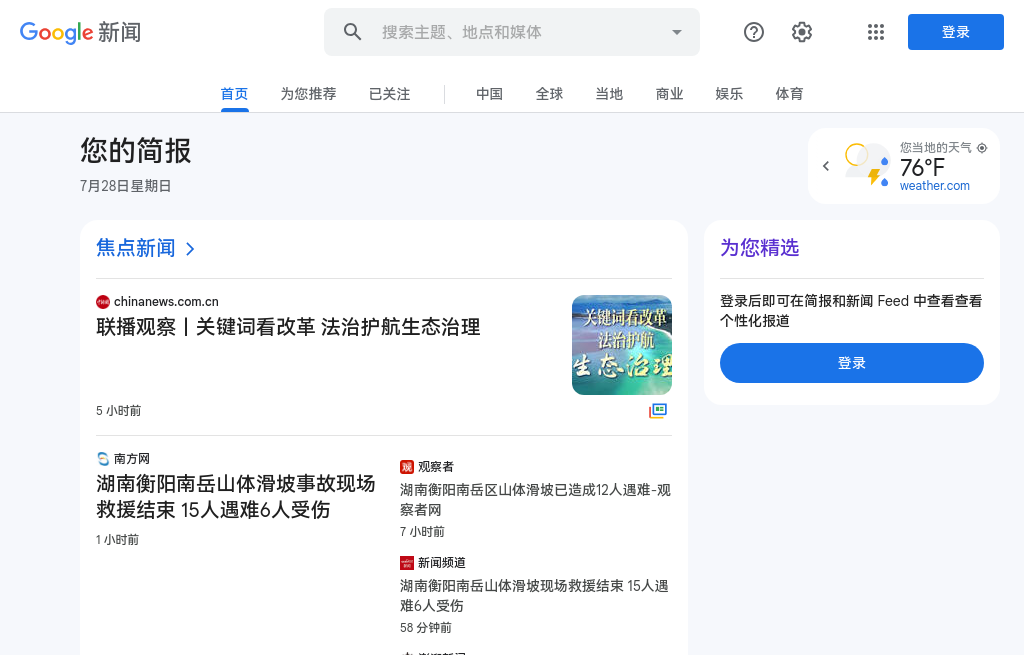 Google 新闻
搜索主题、地点和媒体
登录
首页
为您推荐
已关注
中国
全球
当地
商业
娱乐
体育
您的简报
7月28日星期日
您当地的天气
76°F
weather.com
焦点新闻
chinanews.com.cn
联播观察丨关键词看改革 法治护航生态治理
关键词看改革
法治护航
生态治理
5 小时前
南方网
湖南衡阳南岳山体滑坡事故现场
救援结束 15人遇难6人受伤
1 小时前
观察者
湖南衡阳南岳区山体滑坡已造成12人遇难-观
察者网
7 小时前
新闻频道
湖南衡阳南岳山体滑坡现场救援结束 15人遇
难6人受伤
58 分钟前
为您精选
登录后即可在简报和新闻 Feed 中查看查看
个性化报道
登录